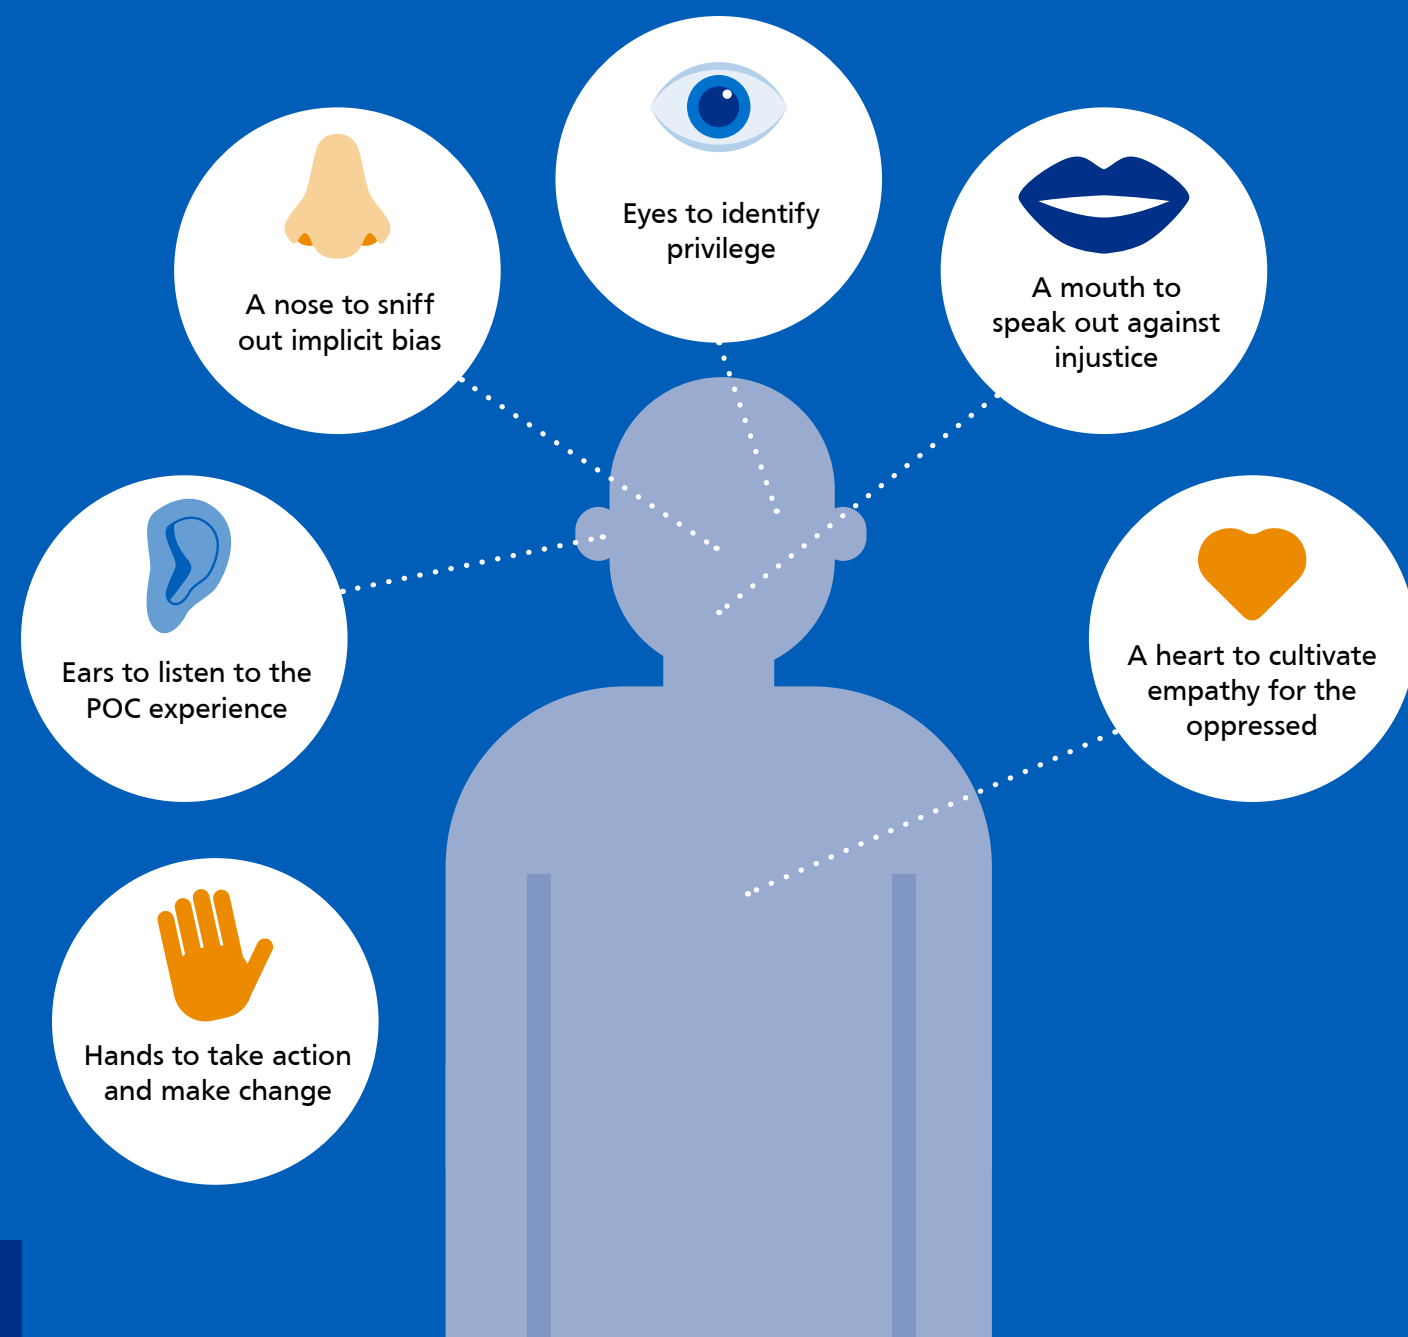 Eyes to identify
privilege
A nose to sniff
out implicit bias
A mouth to
speak out against
injustice
Ears to listen to the
POC experience
A heart to cultivate
empathy for the
oppressed
Hands to take action
and make change